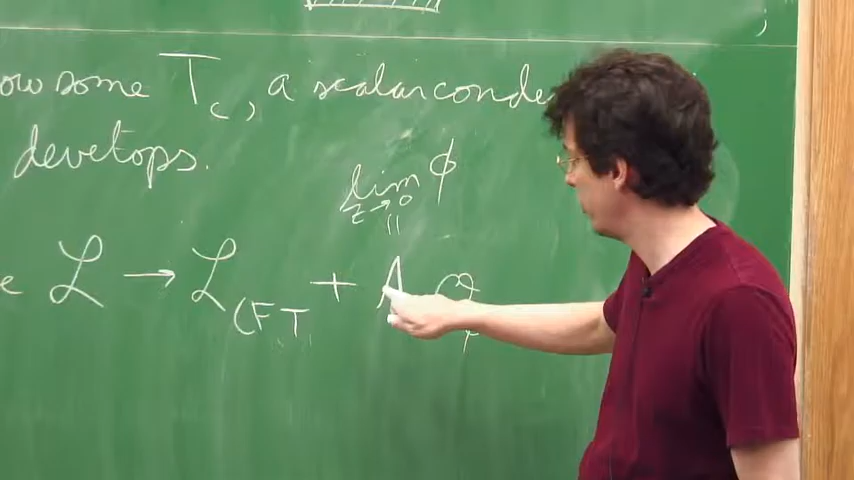 ow some T_c, a scalar conde
develops.
lim ϕ
z→0
||
e ℒ → ℒ_CFT + A O